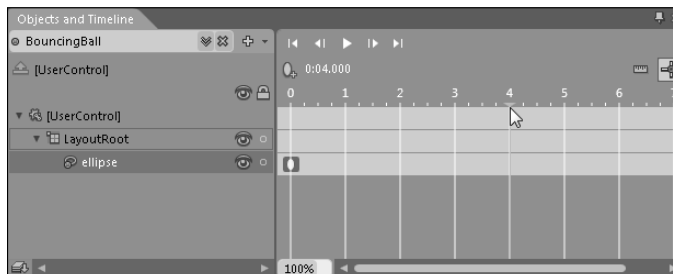 Objects and Timeline
BouncingBall
[UserControl]
0:04.000
0 1 2 3 4 5 6 7
[UserControl]
LayoutRoot
ellipse
100%